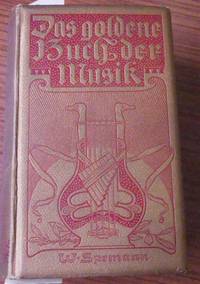 Das goldene
Buch der
Musik
W. Spemann